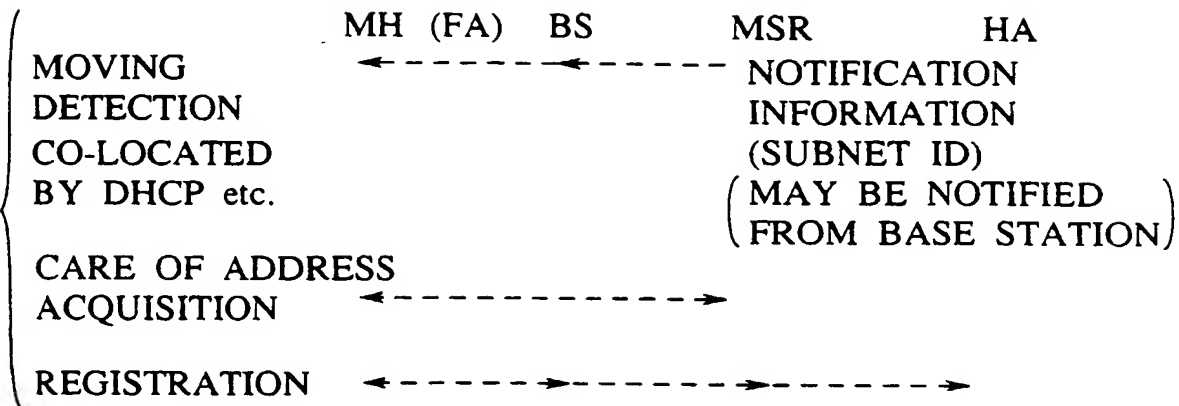 MH (FA) BS MSR HA
MOVING
DETECTION
CO-LOCATED
BY DHCP etc.
NOTIFICATION
INFORMATION
(SUBNET ID)
(MAY BE NOTIFIED
FROM BASE STATION)
CARE OF ADDRESS
ACQUISITION
REGISTRATION